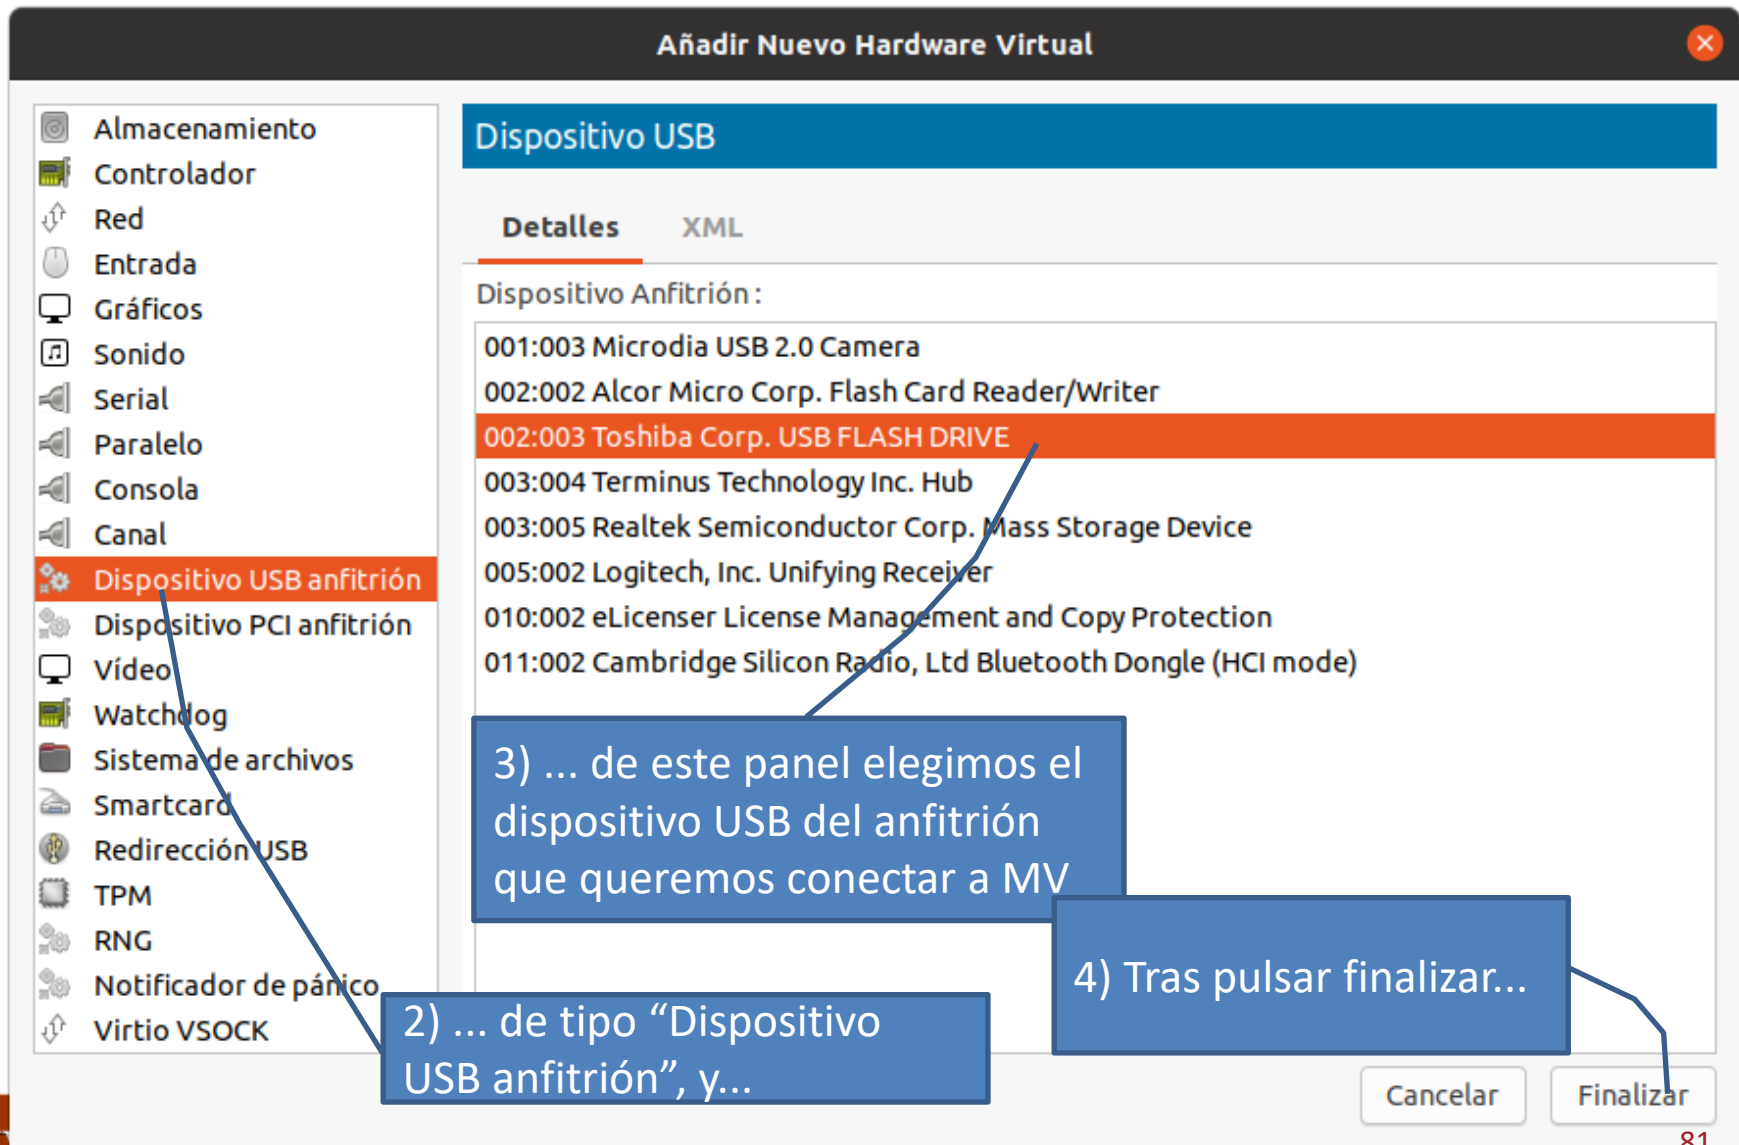 Añadir Nuevo Hardware Virtual
Almacenamiento
Controlador
Red
Entrada
Gráficos
Sonido
Serial
Paralelo
Consola
Canal
Dispositivo USB anfitrión
Dispositivo PCI anfitrión
Vídeo
Watchdog
Sistema de archivos
Smartcard
Redirección USB
TPM
RNG
Notificador de pánico
Virtio VSOCK
Dispositivo USB
Detalles XML
Dispositivo Anfitrión:
001:003 Microdia USB 2.0 Camera
002:002 Alcor Micro Corp. Flash Card Reader/Writer
002:003 Toshiba Corp. USB FLASH DRIVE
003:004 Terminus Technology Inc. Hub
003:005 Realtek Semiconductor Corp. Mass Storage Device
005:002 Logitech, Inc. Unifying Receiver
010:002 eLicenser License Management and Copy Protection
011:002 Cambridge Silicon Radio, Ltd Bluetooth Dongle (HCI mode)
3) ... de este panel elegimos el
dispositivo USB del anfitrión
que queremos conectar a MV
4) Tras pulsar finalizar...
2) ... de tipo “Dispositivo
USB anfitrión”, y...
Cancelar Finalizar
81